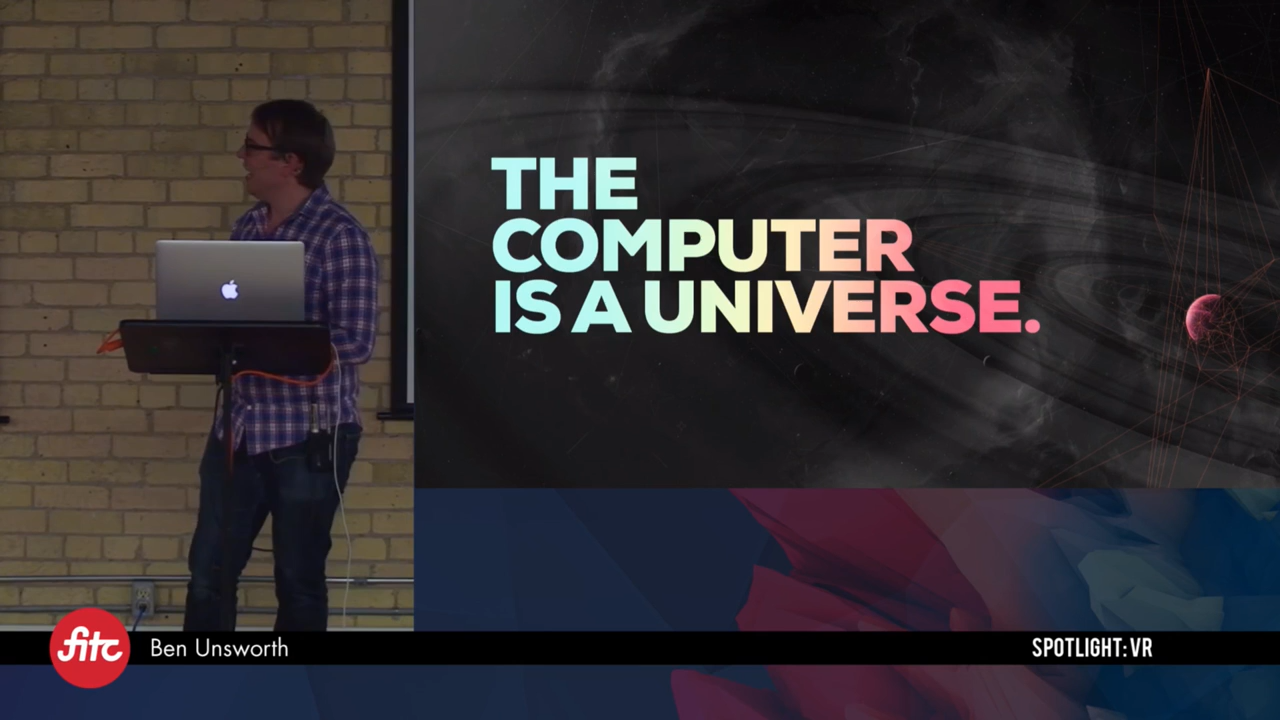 THE
COMPUTER
IS A UNIVERSE.
fitc
Ben Unsworth
SPOTLIGHT: VR